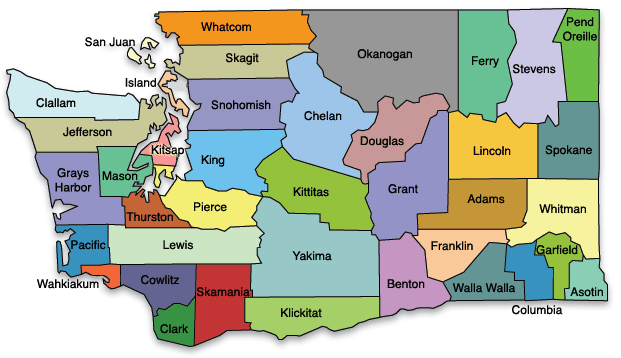 Pend
Oreille
Whatcom
San Juan
Skagit
Okanogan
Ferry
Stevens
Island
Clallam
Snohomish
Chelan
Jefferson
Douglas
Kitsap
King
Lincoln
Spokane
Grays
Harbor
Mason
Kittitas
Grant
Adams
Pierce
Whitman
Thurston
Pacific
Lewis
Yakima
Franklin
Garfield
Wahkiakum
Cowlitz
Skamania
Benton
Walla Walla
Asotin
Klickitat
Columbia
Clark